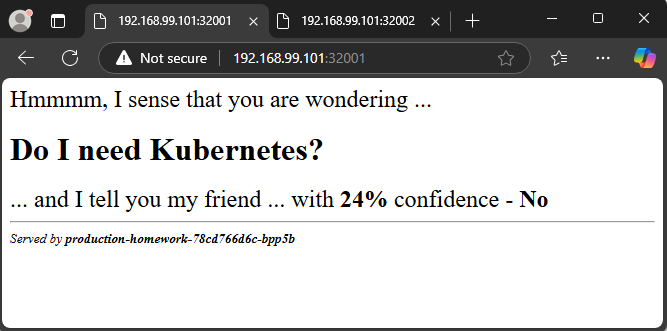 192.168.99.101:32001
192.168.99.101:32002
Not secure
192.168.99.101:32001
Hmmmm, I sense that you are wondering ...
Do I need Kubernetes?
... and I tell you my friend ... with 24% confidence - No
Served by production-homework-78cd766d6c-bpp5b